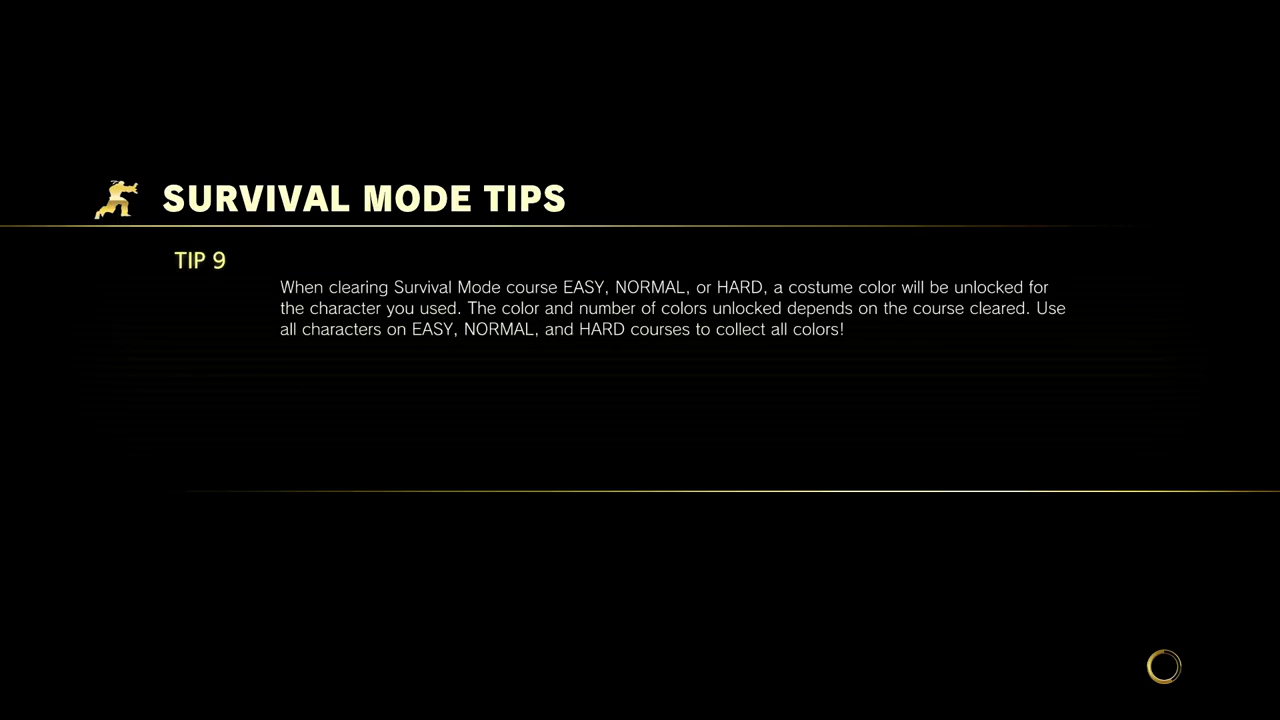 SURVIVAL MODE TIPS
TIP 9
When clearing Survival Mode course EASY, NORMAL, or HARD, a costume color will be unlocked for
the character you used. The color and number of colors unlocked depends on the course cleared. Use
all characters on EASY, NORMAL, and HARD courses to collect all colors!